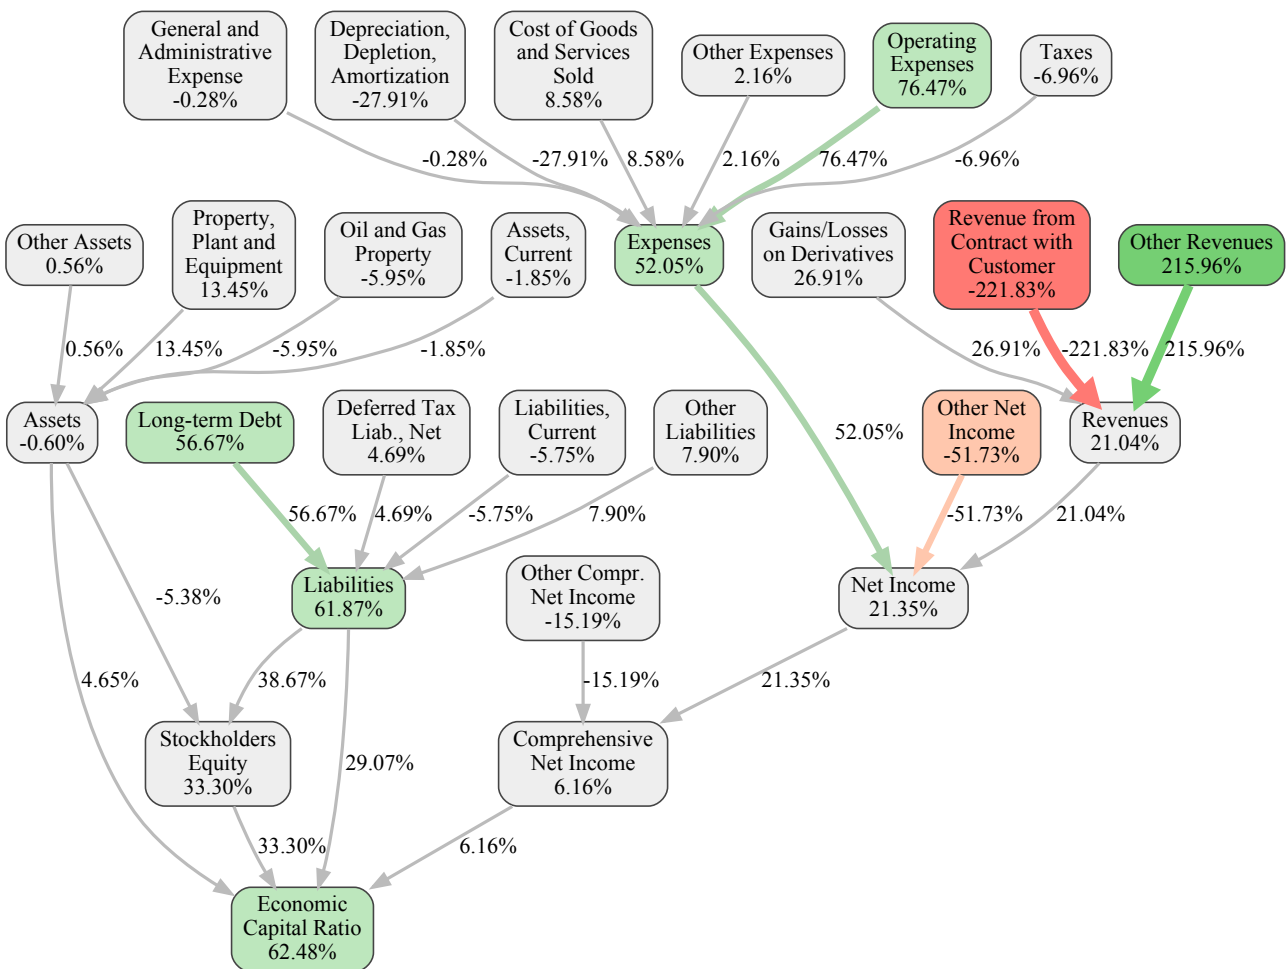 General and
Administrative
Expense
-0.28%
Depreciation,
Depletion,
Amortization
-27.91%
Cost of Goods
and Services
Sold
8.58%
Other Expenses
2.16%
Operating
Expenses
76.47%
Taxes
-6.96%
-0.28%
-27.91%
8.58%
2.16%
76.47%
-6.96%
Other Assets
0.56%
Property,
Plant and
Equipment
13.45%
Oil and Gas
Property
-5.95%
Assets,
Current
-1.85%
Expenses
52.05%
Gains/Losses
on Derivatives
26.91%
Revenue from
Contract with
Customer
-221.83%
Other Revenues
215.96%
0.56%
13.45%
-5.95%
-1.85%
26.91%
-221.83%
215.96%
Assets
-0.60%
Long-term Debt
56.67%
Deferred Tax
Liab., Net
4.69%
Liabilities,
Current
-5.75%
Other
Liabilities
7.90%
52.05%
Other Net
Income
-51.73%
Revenues
21.04%
56.67%
4.69%
-5.75%
7.90%
-51.73%
21.04%
-5.38%
Liabilities
61.87%
Other Compr.
Net Income
-15.19%
Net Income
21.35%
4.65%
38.67%
-15.19%
21.35%
Stockholders
Equity
33.30%
29.07%
Comprehensive
Net Income
6.16%
33.30%
6.16%
Economic
Capital Ratio
62.48%